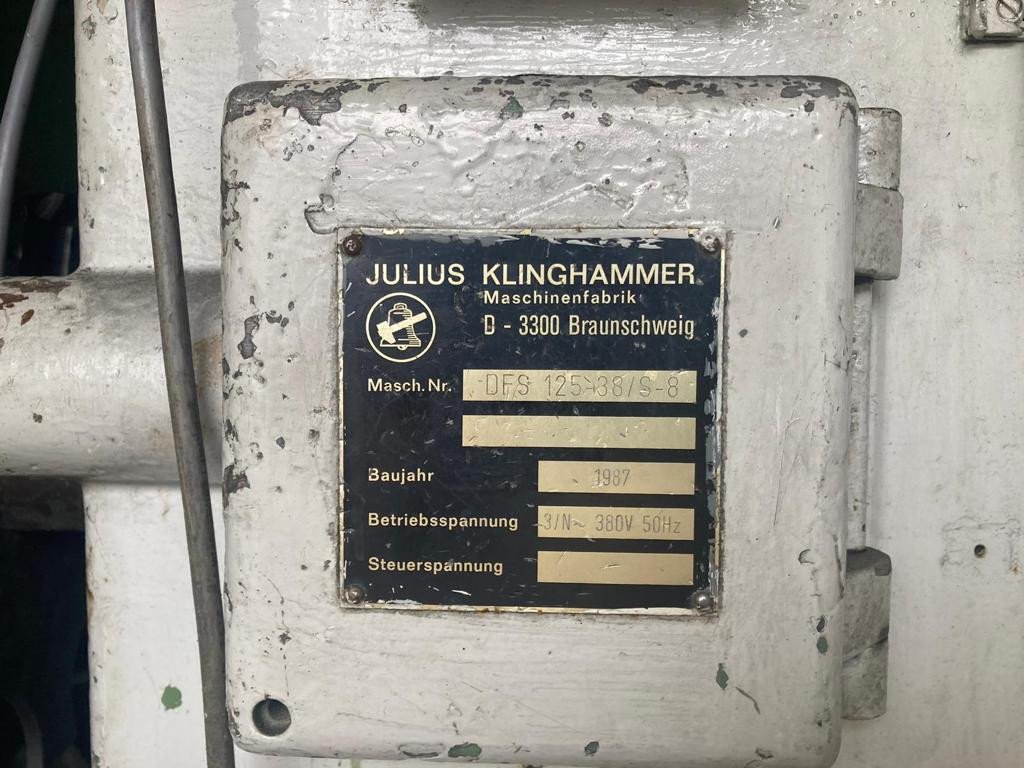 JULIUS KLINGHAMMER
Maschinenfabrik
D - 3300 Braunschweig
Masch. Nr. DFS 125-38/S-8
Baujahr 1987
Betriebsspannung 3/N~ 380V 50Hz
Steuerspannung